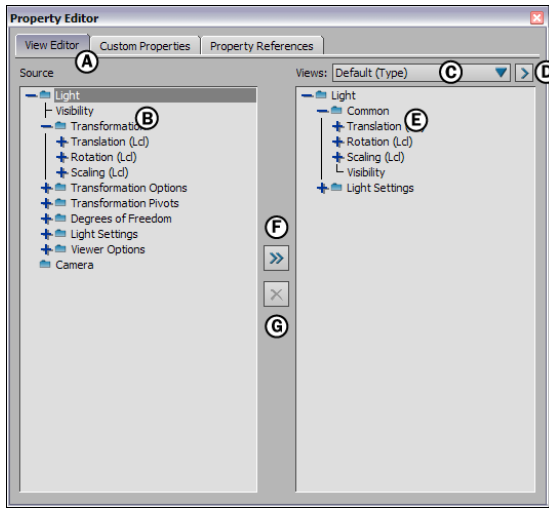 Property Editor
View Editor
Custom Properties
Property References
A
Source
Views:
Default (Type)
C
D
Light
Visibility
B
Transformation
Translation (Lcl)
Rotation (Lcl)
Scaling (Lcl)
Transformation Options
Transformation Pivots
Degrees of Freedom
Light Settings
Viewer Options
Camera
F
G
Light
Common
E
Translation
Rotation (Lcl)
Scaling (Lcl)
Visibility
Light Settings